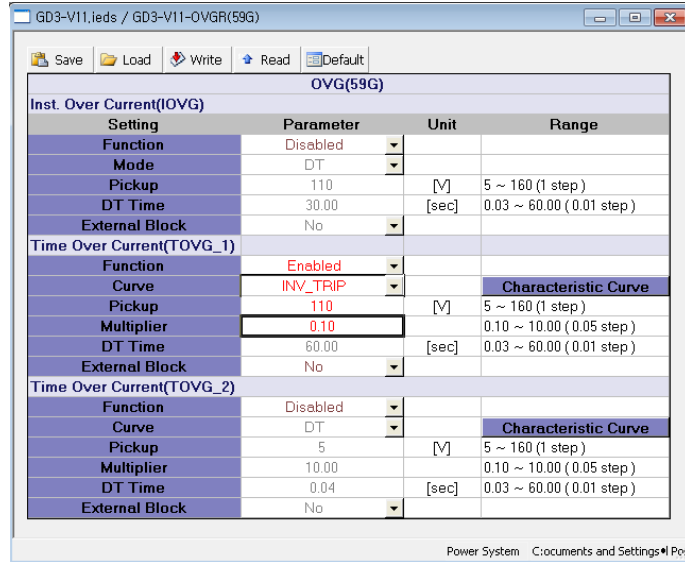 GD3-V11.ieds / GD3-V11-OVGR(59G)
Save Load Write Read Default
OVG(59G)
Inst. Over Current(IOVG)
Setting Parameter Unit Range
Function Disabled
Mode DT
Pickup 110 [V] 5 ~ 160 (1 step )
DT Time 30.00 [sec] 0.03 ~ 60.00 ( 0.01 step )
External Block No
Time Over Current(TOVG_1)
Function Enabled
Curve INV_TRIP Characteristic Curve
Pickup 110 [V] 5 ~ 160 (1 step )
Multiplier 0.10 0.10 ~ 10.00 ( 0.05 step )
DT Time 60.00 [sec] 0.03 ~ 60.00 ( 0.01 step )
External Block No
Time Over Current(TOVG_2)
Function Disabled
Curve DT Characteristic Curve
Pickup 5 [V] 5 ~ 160 (1 step )
Multiplier 10.00 0.10 ~ 10.00 ( 0.05 step )
DT Time 0.04 [sec] 0.03 ~ 60.00 ( 0.01 step )
External Block No
Power System C:ocuments and Settings